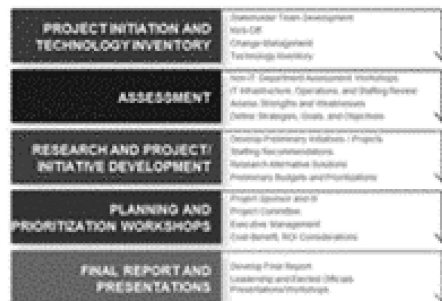 PROJECT INITIATION AND
TECHNOLOGY INVENTORY
Stakeholder Team Development
Kick-Off
Change Management
Technology Inventory
ASSESSMENT
Non-IT Department Assessment Workshops
IT Infrastructure, Operations, and Staffing Review
Assess Strengths and Weaknesses
Define Strategies, Goals, and Objectives
RESEARCH AND PROJECT/
INITIATIVE DEVELOPMENT
Develop Preliminary Initiatives / Projects
Staffing Recommendations
Research Alternative Solutions
Preliminary Budgets and Prioritizations
PLANNING AND
PRIORITIZATION WORKSHOPS
Project Sponsor and
Project Committee
Executive Management
Cost-Benefit, ROI Considerations
FINAL REPORT AND
PRESENTATIONS
Develop Final Report
Leadership and Elected Officials
Presentations/Workshops